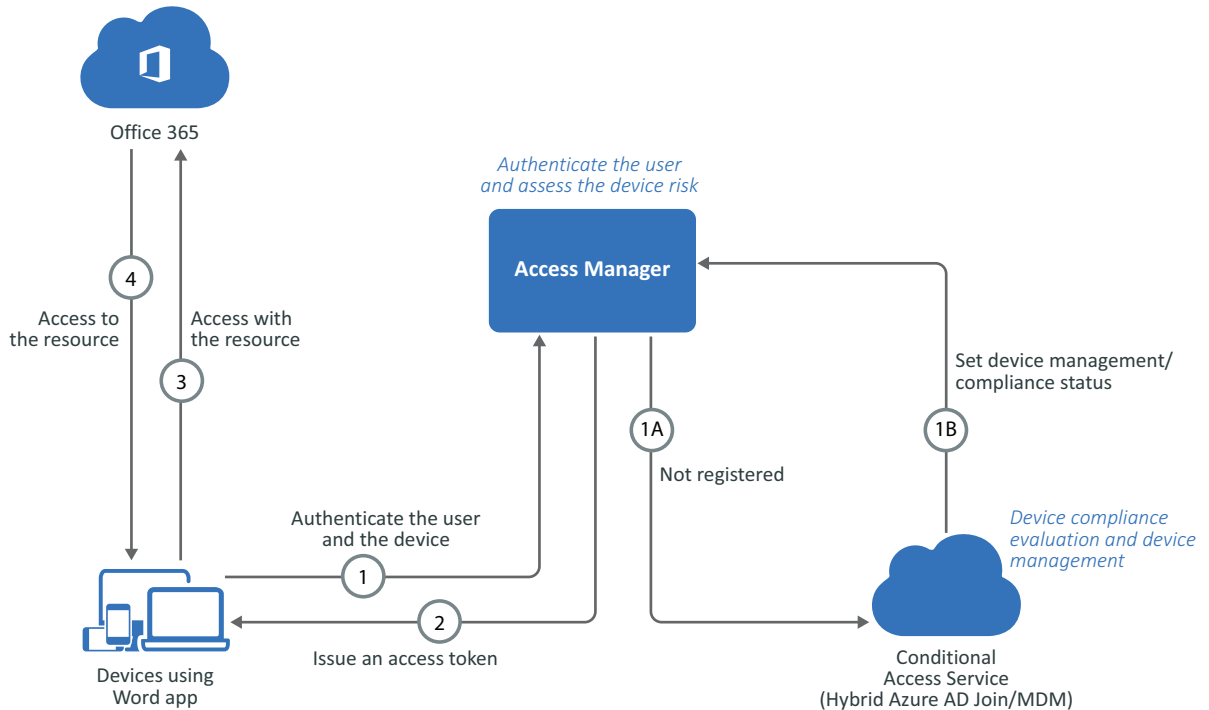 Office 365
Authenticate the user
and assess the device risk
Access Manager
4
Access to
the resource
Access with
the resource
3
Set device management/
compliance status
1A
1B
Not registered
Authenticate the user
and the device
1
Device compliance
evaluation and device
management
2
Issue an access token
Devices using
Word app
Conditional
Access Service
(Hybrid Azure AD Join/MDM)